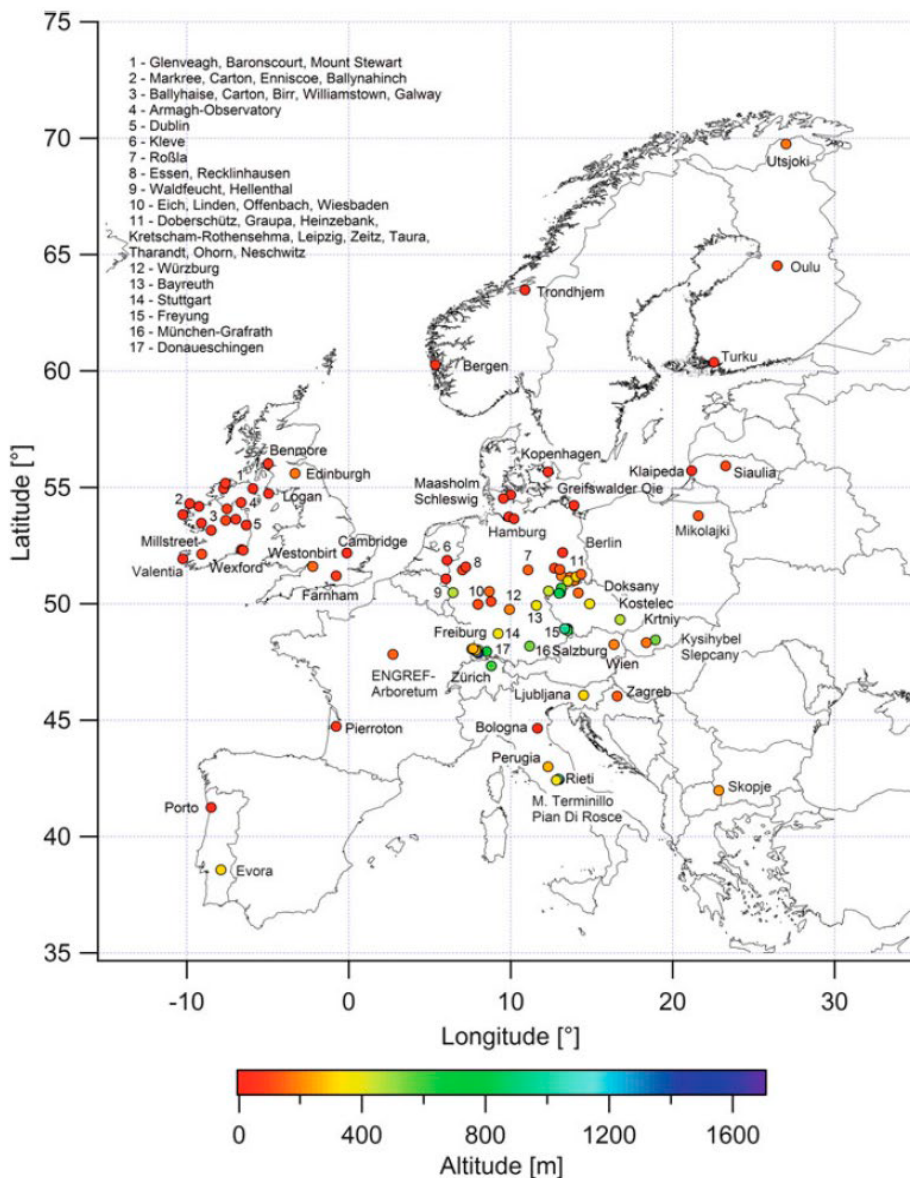 75
1 - Glenveagh, Baronscourt, Mount Stewart
2 - Markree, Carton, Enniscoe, Ballynahinch
3 - Ballyhaise, Carton, Birr, Williamstown, Galway
4 - Armagh-Observatory
5 - Dublin
6 - Kleve
7 - Roßla
8 - Essen, Recklinhausen
9 - Waldfeucht, Hellenthal
10 - Eich, Linden, Offenbach, Wiesbaden
11 - Doberschütz, Graupa, Heinzebank,
Kretscham-Rothensehma, Leipzig, Zeitz, Taura,
Tharandt, Ohorn, Neschwitz
12 - Würzburg
13 - Bayreuth
14 - Stuttgart
15 - Freyung
16 - München-Grafrath
17 - Donaueschingen
70
Utsjoki
65
Oulu
Trondhjem
60
Turku
Bergen
Latitude [°]
Benmore
Kopenhagen
Edinburgh
Klaipeda
Siaulia
1
Maasholm
Schleswig
Greifswalder Oie
55
2
4
Logan
3
5
Hamburg
Mikolajki
Millstreet
Cambridge
Berlin
Westonbirt
6
8
7
11
Valentia
Wexford
Farnham
9
10
12
Doksany
50
13
Kostelec
Krtniy
Freiburg
14
15
17
16
Salzburg
Kysihybel
Slepcany
Wien
ENGREF-
Arboretum
Zürich
Ljubljana
Zagreb
45
Pierroton
Bologna
Perugia
Rieti
Skopje
M. Terminillo
Pian Di Rosce
Porto
40
Evora
35
-10
0
10
20
30
Longitude [°]
0
400
800
1200
1600
Altitude [m]